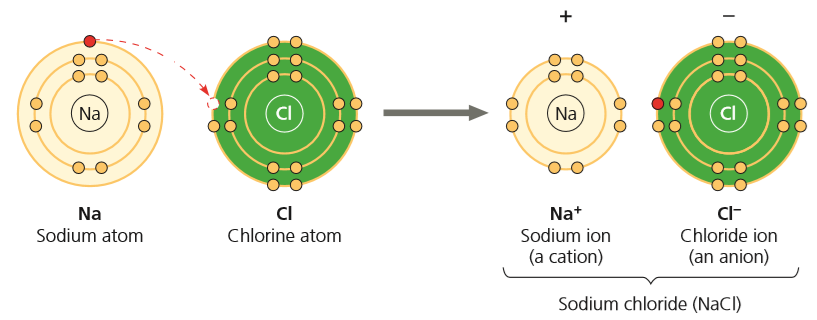 +
−
Na
Cl
Na
Cl
Na
Sodium atom
Cl
Chlorine atom
Na+
Sodium ion
(a cation)
Cl−
Chloride ion
(an anion)
Sodium chloride (NaCl)